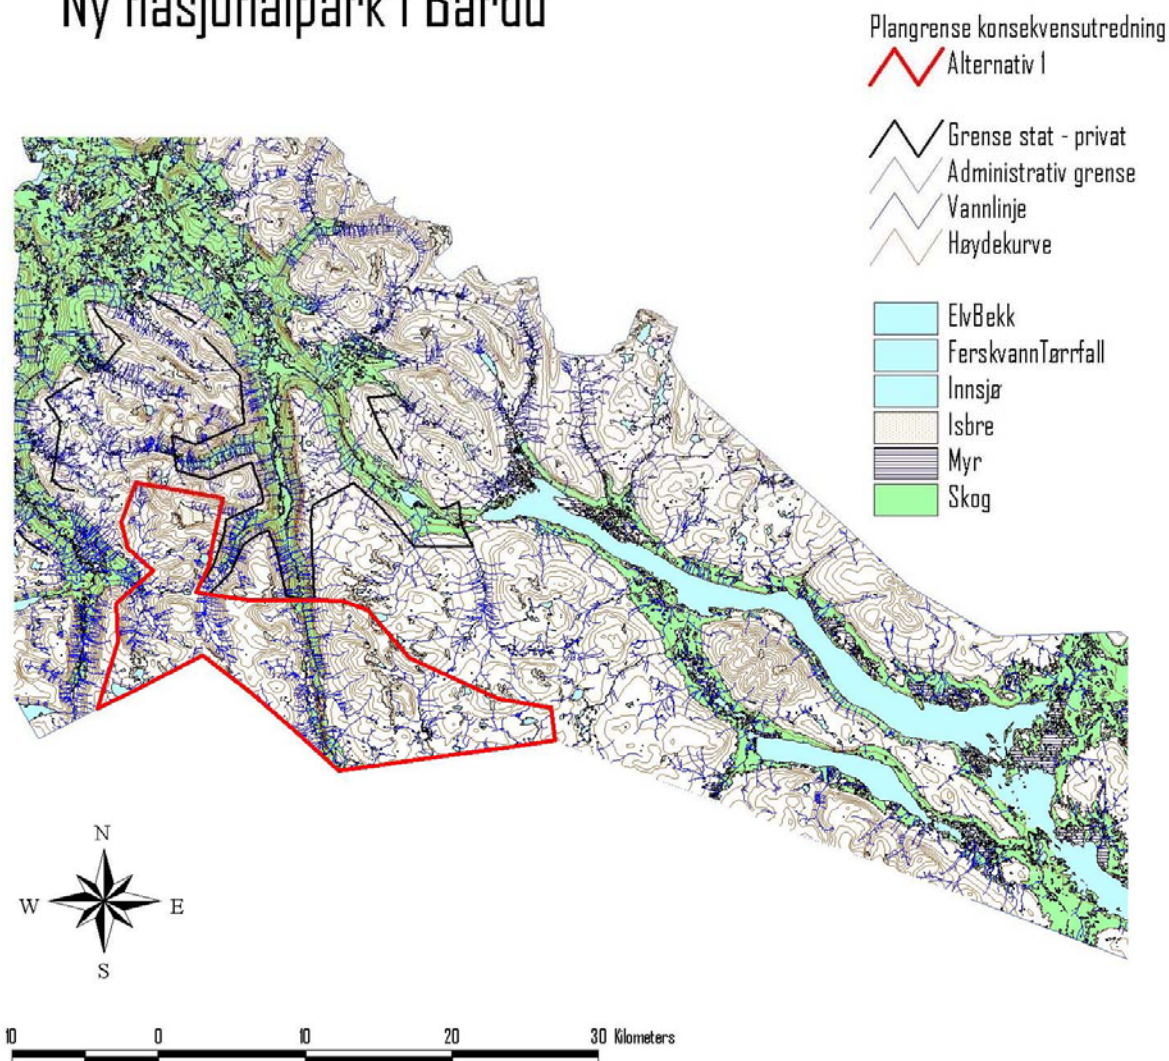 Ny nasjonalpark i Bardu
Plangrense konsekvensutredning
Alternativ 1
Grense stat - privat
Administrativ grense
Vannlinje
Høydekurve
ElvBekk
FerskvannTørrfall
Innsjø
Isbre
Myr
Skog
N
W E
S
10 0 10 20 30 Kilometers